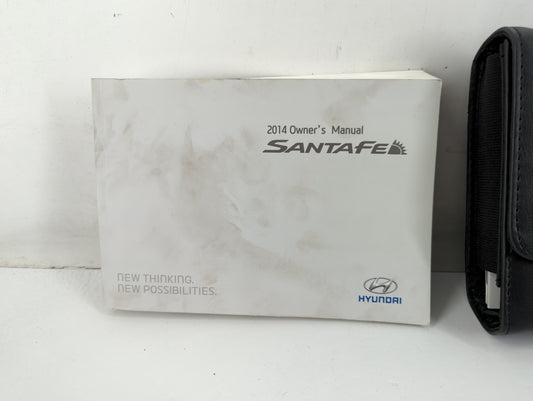 2014 Owner's Manual
SANTAFE
NEW THINKING.
NEW POSSIBILITIES.
HYUNDAI